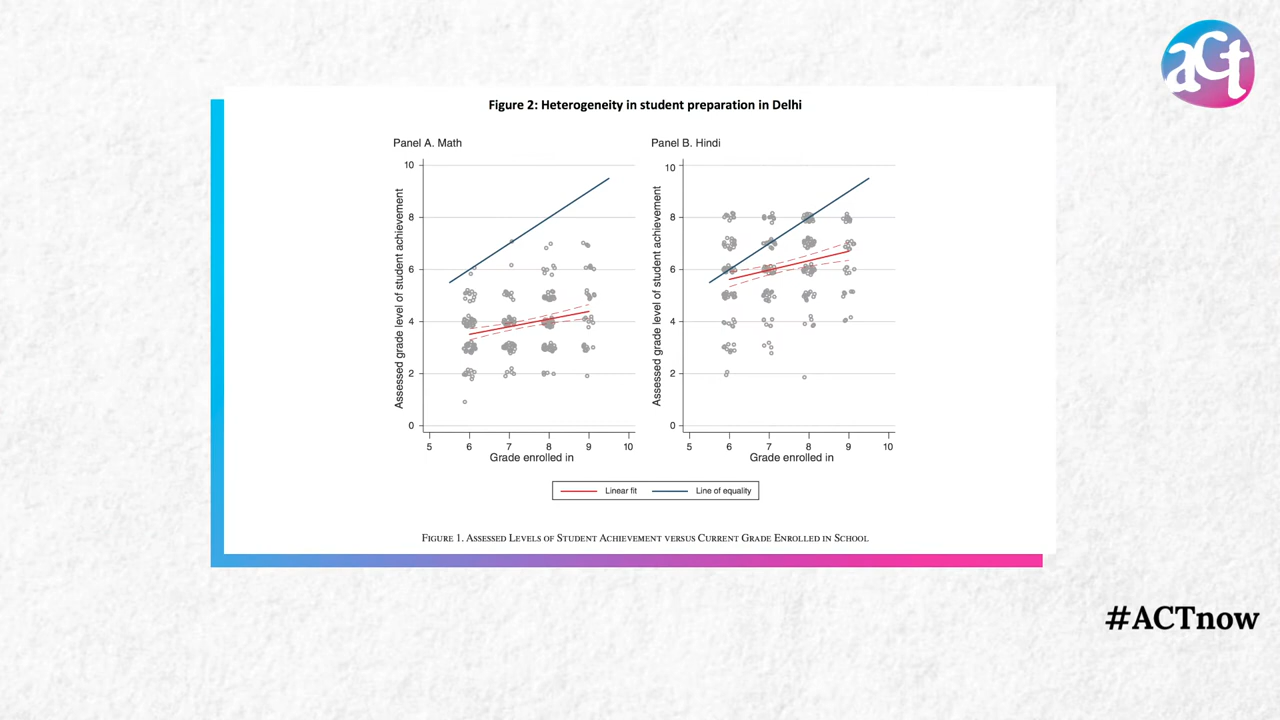 act
Figure 2: Heterogeneity in student preparation in Delhi
Panel A. Math
Assessed grade level of student achievement
10
8
6
4
2
0
5 6 7 8 9 10
Grade enrolled in
Panel B. Hindi
Assessed grade level of student achievement
10
8
6
4
2
0
5 6 7 8 9 10
Grade enrolled in
Linear fit Line of equality
FIGURE 1. ASSESSED LEVELS OF STUDENT ACHIEVEMENT VERSUS CURRENT GRADE ENROLLED IN SCHOOL
#ACTnow